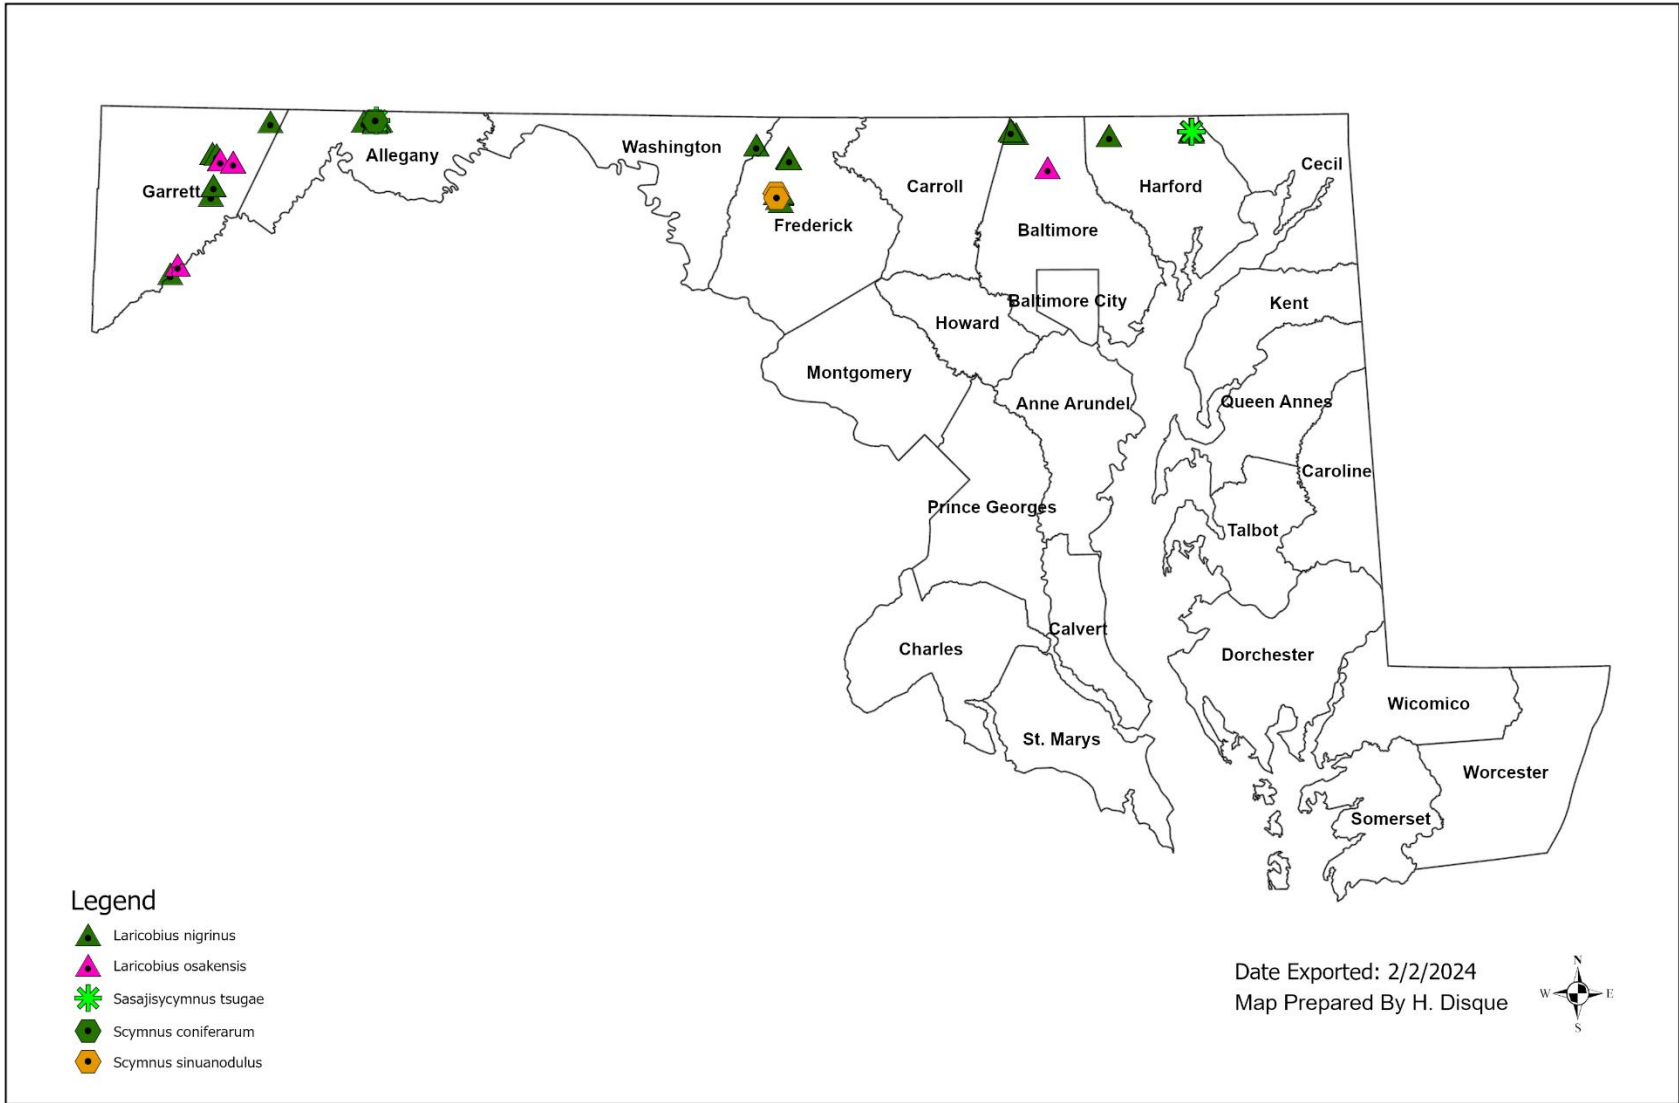 Washington
Allegany
Cecil
Garrett
Carroll
Harford
Frederick
Baltimore
Baltimore City
Kent
Howard
Montgomery
Anne Arundel
Queen Annes
Caroline
Prince Georges
Talbot
Calvert
Charles
Dorchester
Wicomico
St. Marys
Worcester
Somerset
Legend
Laricobius nigrinus
Laricobius osakensis
Sasajisycymnus tsugae
Scymnus coniferarum
Scymnus sinuanodulus
Date Exported: 2/2/2024
Map Prepared By H. Disque
N
W E
S